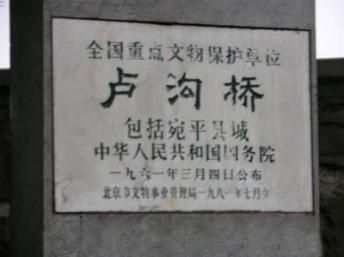 全国重点文物保护单位
卢沟桥
包括宛平县城
中华人民共和国国务院
一九六一年三月四日公布
北京市文物事业管理局一九八一年七月立